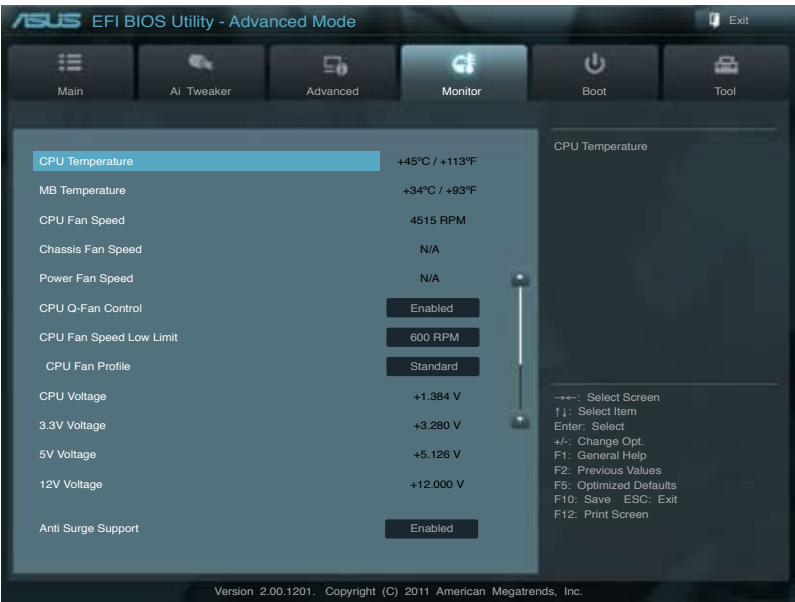 ASUS EFI BIOS Utility - Advanced Mode
Exit
Main Ai Tweaker Advanced Monitor Boot Tool
CPU Temperature +45ºC / +113ºF
MB Temperature +34ºC / +93ºF
CPU Fan Speed 4515 RPM
Chassis Fan Speed N/A
Power Fan Speed N/A
CPU Q-Fan Control Enabled
CPU Fan Speed Low Limit 600 RPM
CPU Fan Profile Standard
CPU Voltage +1.384 V
3.3V Voltage +3.280 V
5V Voltage +5.126 V
12V Voltage +12.000 V
Anti Surge Support Enabled
CPU Temperature
→←: Select Screen
↑↓: Select Item
Enter: Select
+/-: Change Opt.
F1: General Help
F2: Previous Values
F5: Optimized Defaults
F10: Save ESC: Exit
F12: Print Screen
Version 2.00.1201. Copyright (C) 2011 American Megatrends, Inc.